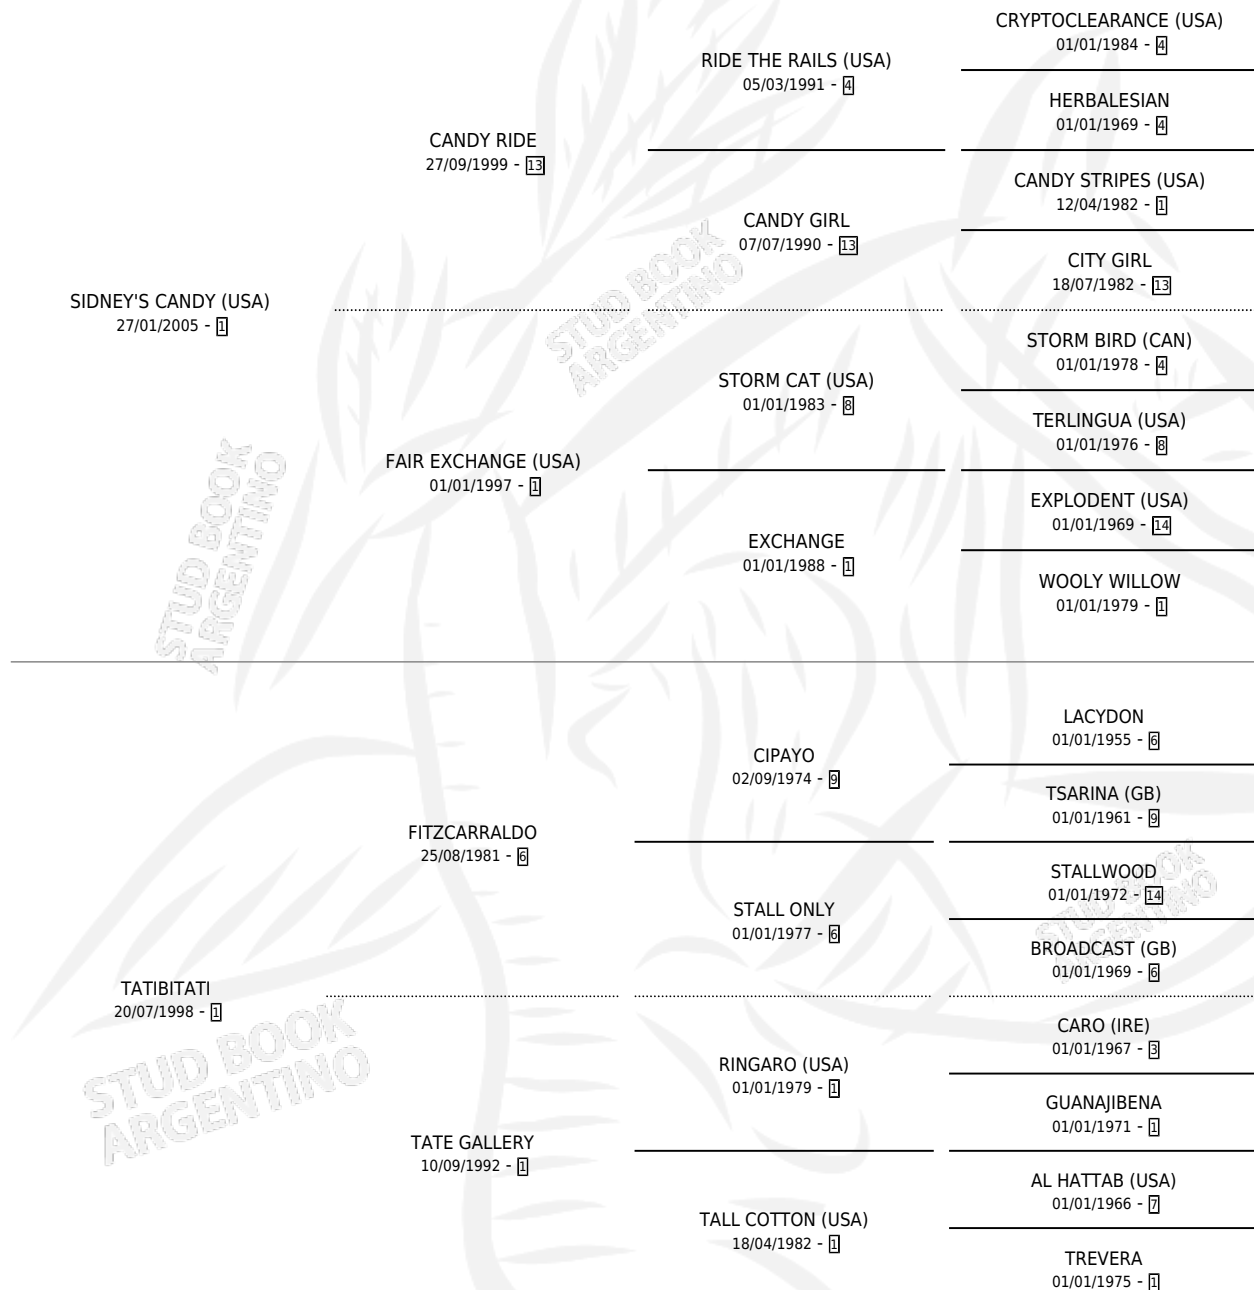 CRYPTOCLEARANCE (USA)
01/01/1984 - 4
RIDE THE RAILS (USA)
05/03/1991 - 4
HERBALESIAN
01/01/1969 - 4
CANDY RIDE
27/09/1999 - 13
CANDY STRIPES (USA)
12/04/1982 - 1
CANDY GIRL
07/07/1990 - 13
CITY GIRL
18/07/1982 - 13
SIDNEY'S CANDY (USA)
27/01/2005 - 1
STORM BIRD (CAN)
01/01/1978 - 4
STORM CAT (USA)
01/01/1983 - 8
TERLINGUA (USA)
01/01/1976 - 8
FAIR EXCHANGE (USA)
01/01/1997 - 1
EXPLODENT (USA)
01/01/1969 - 14
EXCHANGE
01/01/1988 - 1
WOOLY WILLOW
01/01/1979 - 1
LACYDON
01/01/1955 - 6
CIPAYO
02/09/1974 - 9
TSARINA (GB)
01/01/1961 - 9
FITZCARRALDO
25/08/1981 - 6
STALLWOOD
01/01/1972 - 14
STALL ONLY
01/01/1977 - 6
BROADCAST (GB)
01/01/1969 - 6
TATIBITATI
20/07/1998 - 1
CARO (IRE)
01/01/1967 - 3
RINGARO (USA)
01/01/1979 - 1
GUANAJIBENA
01/01/1971 - 1
TATE GALLERY
10/09/1992 - 1
AL HATTAB (USA)
01/01/1966 - 7
TALL COTTON (USA)
18/04/1982 - 1
TREVERA
01/01/1975 - 1
STUD BOOK
ARGENTINO
STUD BOOK
ARGENTINO
STUD BOOK
ARGENTINO
STUD BOOK
ARGENTINO